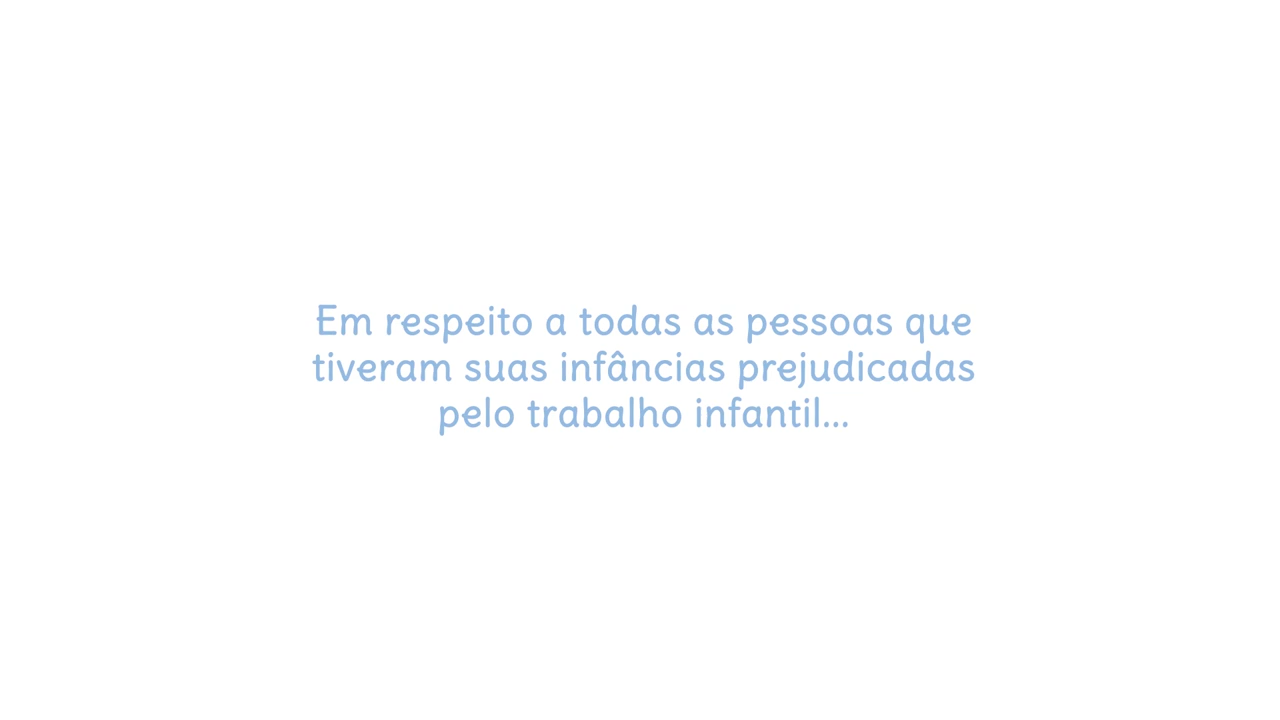 Em respeito a todas as pessoas que
tiveram suas infâncias prejudicadas
pelo trabalho infantil...